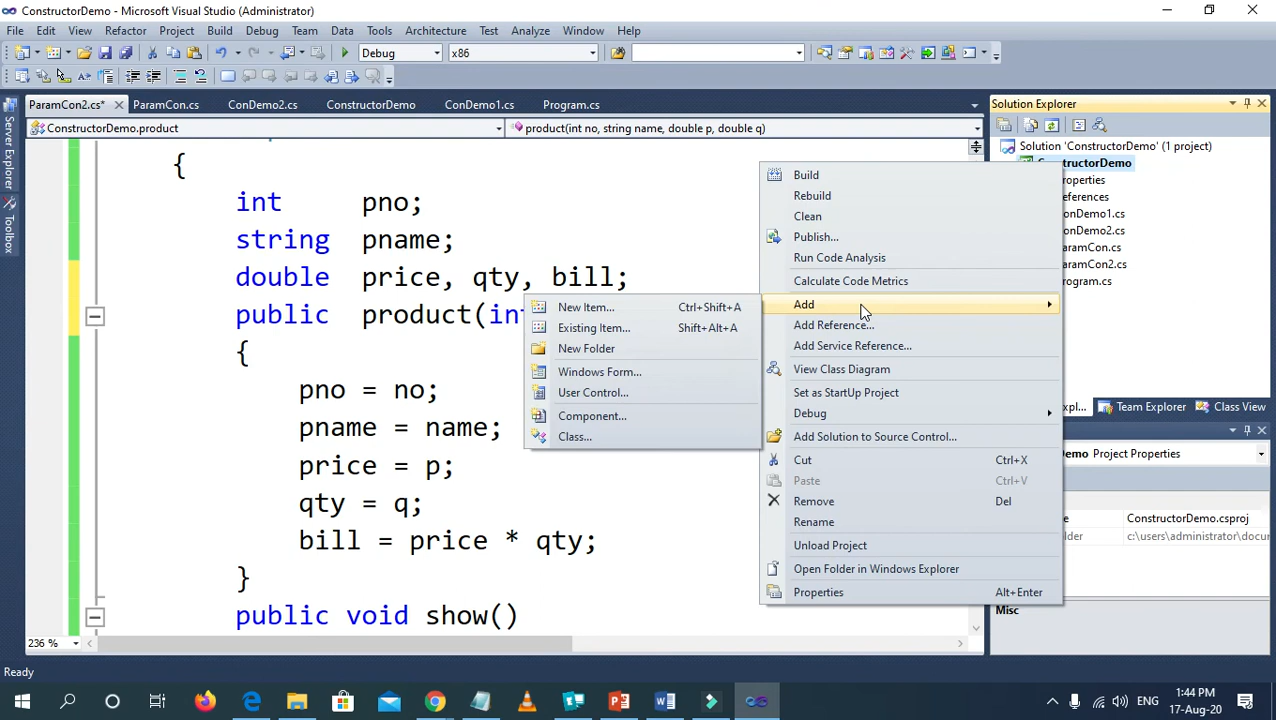 ConstructorDemo - Microsoft Visual Studio (Administrator)
File Edit View Refactor Project Build Debug Team Data Tools Architecture Test Analyze Window Help
Debug x86
ParamCon2.cs* ParamCon.cs ConDemo2.cs ConstructorDemo ConDemo1.cs Program.cs
ConstructorDemo.product product(int no, string name, double p, double q)
Server Explorer
Toolbox
{
int pno;
string pname;
double price, qty, bill;
public product(int
{
pno = no;
pname = name;
price = p;
qty = q;
bill = price * qty;
}
public void show()
236 %
New Item... Ctrl+Shift+A
Existing Item... Shift+Alt+A
New Folder
Windows Form...
User Control...
Component...
Class...
Build
Rebuild
Clean
Publish...
Run Code Analysis
Calculate Code Metrics
Add
Add Reference...
Add Service Reference...
View Class Diagram
Set as StartUp Project
Debug
Add Solution to Source Control...
Cut Ctrl+X
Paste Ctrl+V
Remove Del
Rename
Unload Project
Open Folder in Windows Explorer
Properties Alt+Enter
Solution Explorer
Solution 'ConstructorDemo' (1 project)
ConstructorDemo
roperties
eferences
onDemo1.cs
onDemo2.cs
aramCon.cs
aramCon2.cs
rogram.cs
xpl... Team Explorer Class View
Demo Project Properties
e ConstructorDemo.csproj
older c:\users\administrator\docu
Misc
Ready
ENG
1:44 PM
17-Aug-20